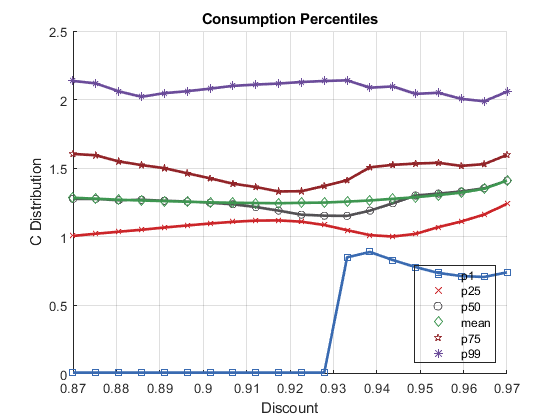 Consumption Percentiles
2.5
2
1.5
1
0.5
0
C Distribution
p1
p25
p50
mean
p75
p99
0.87 0.88 0.89 0.9 0.91 0.92 0.93 0.94 0.95 0.96 0.97
Discount